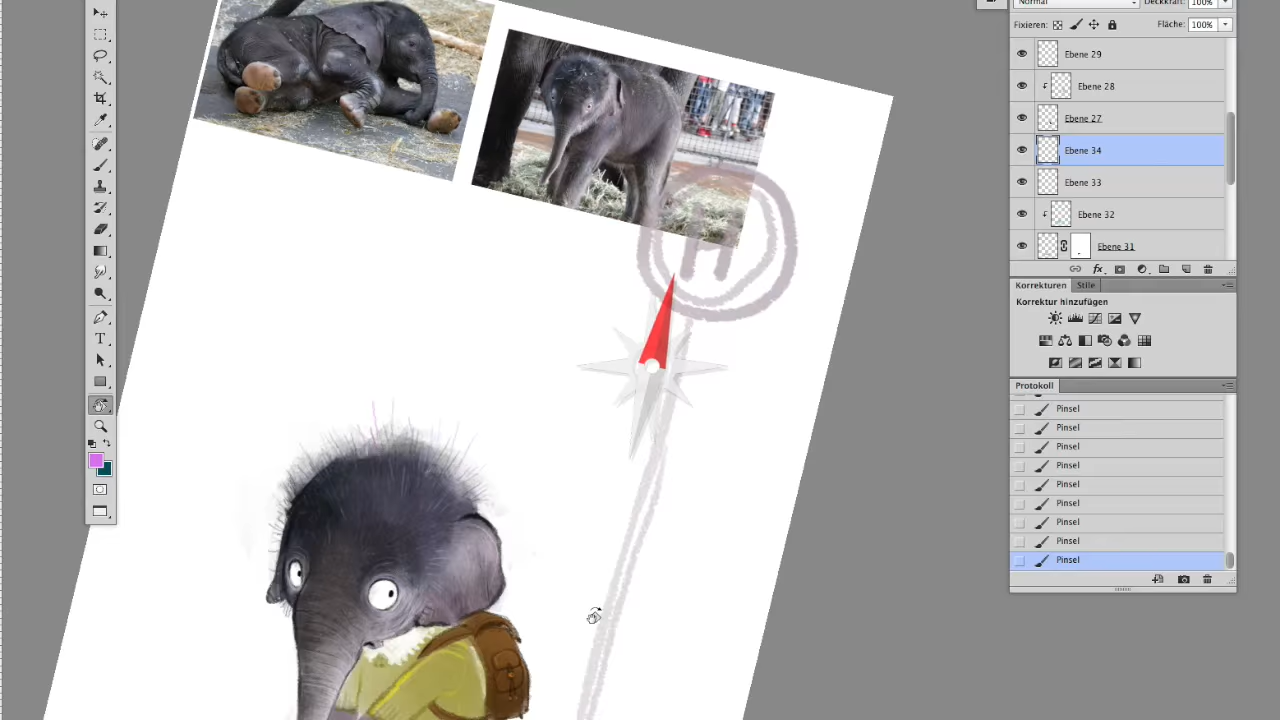 Normal
Deckkraft: 100%
Fixieren:
Fläche: 100%
Ebene 29
Ebene 28
Ebene 27
Ebene 34
Ebene 33
Ebene 32
Ebene 31
fx
Korrekturen Stile
Korrektur hinzufügen
Protokoll
Pinsel
Pinsel
Pinsel
Pinsel
Pinsel
Pinsel
Pinsel
Pinsel
Pinsel
T
H